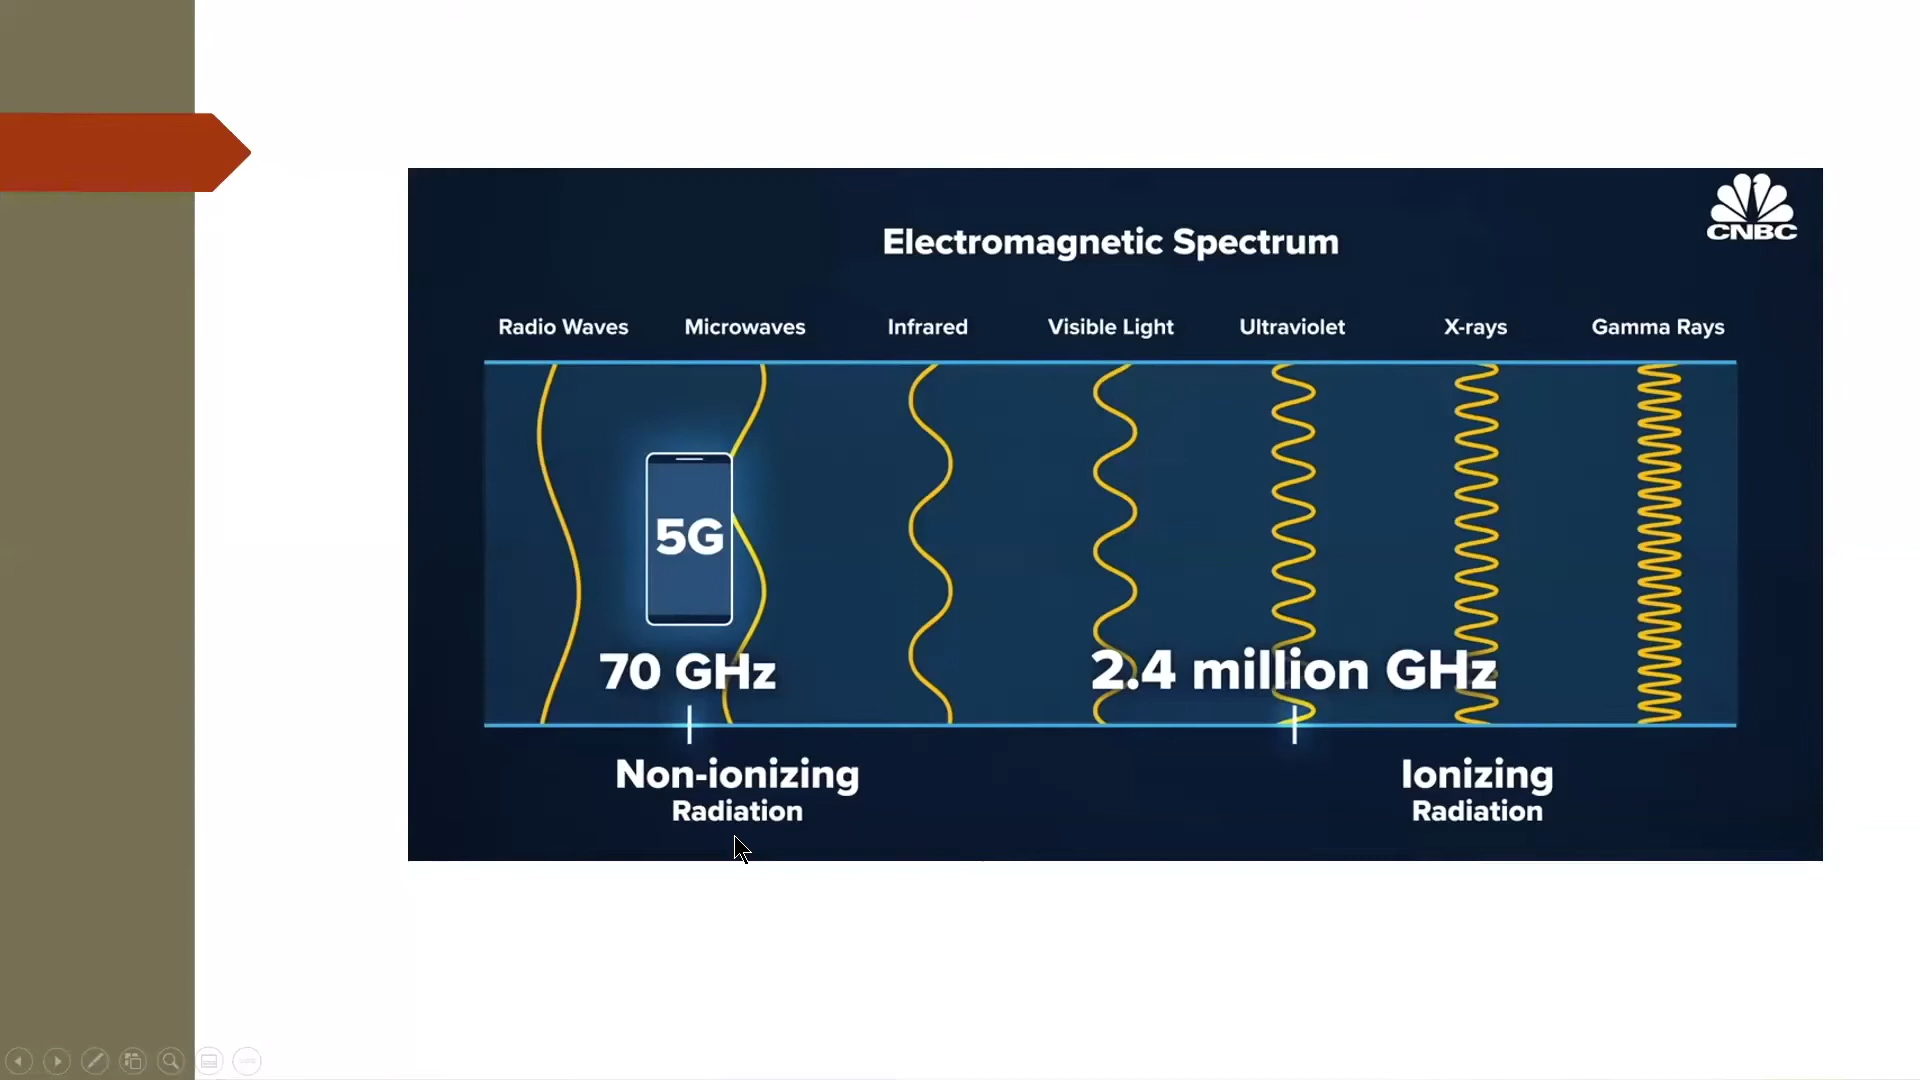 CNBC
Electromagnetic Spectrum
Radio Waves Microwaves Infrared Visible Light Ultraviolet X-rays Gamma Rays
5G
70 GHz 2.4 million GHz
Non-ionizing Ionizing
Radiation Radiation